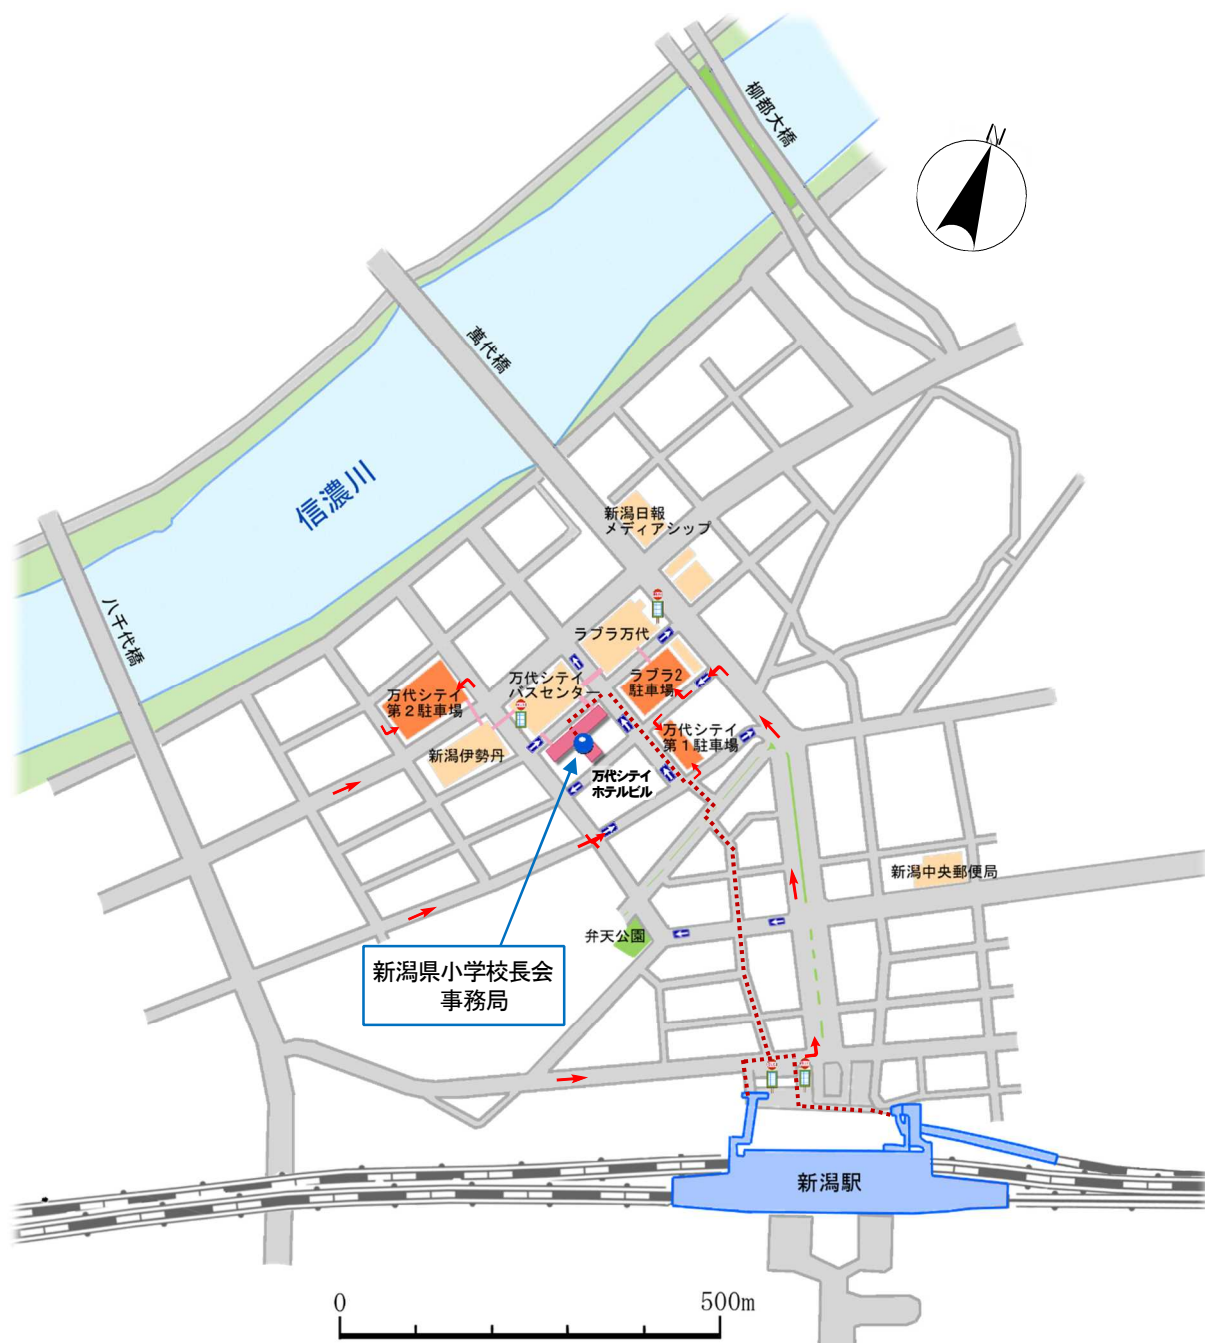 柳都大橋
N
萬代橋
信濃川
八千代橋
新潟日報
メディアシップ
ラブラ万代
万代シテイ
バスセンター
ラブラ2
駐車場
万代シテイ
第2駐車場
新潟伊勢丹
万代シテイ
第1駐車場
万代シテイ
ホテルビル
新潟中央郵便局
弁天公園
新潟県小学校長会
事務局
新潟駅
0
500m